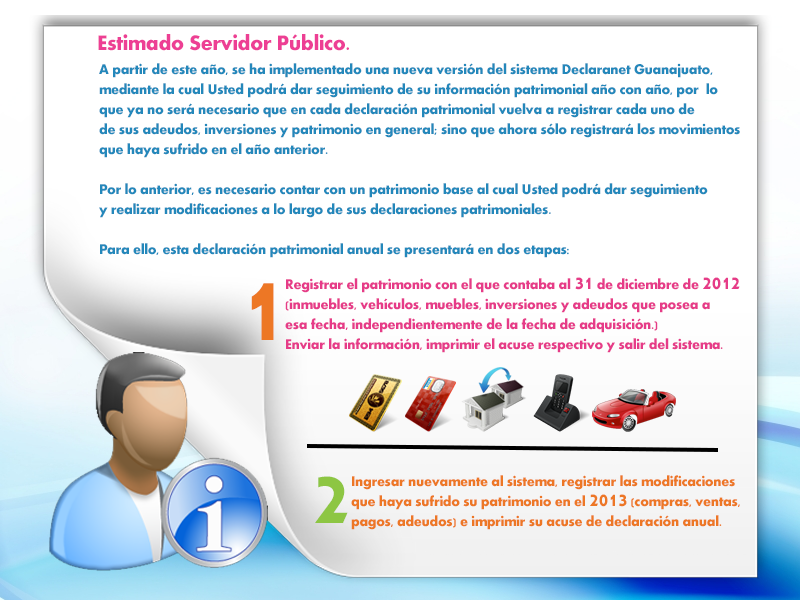 Estimado Servidor Público.
A partir de este año, se ha implementado una nueva versión del sistema Declaranet Guanajuato,
mediante la cual Usted podrá dar seguimiento de su información patrimonial año con año, por lo
que ya no será necesario que en cada declaración patrimonial vuelva a registrar cada uno de
de sus adeudos, inversiones y patrimonio en general; sino que ahora sólo registrará los movimientos
que haya sufrido en el año anterior.
Por lo anterior, es necesario contar con un patrimonio base al cual Usted podrá dar seguimiento
y realizar modificaciones a lo largo de sus declaraciones patrimoniales.
Para ello, esta declaración patrimonial anual se presentará en dos etapas:
1
Registrar el patrimonio con el que contaba al 31 de diciembre de 2012
(inmuebles, vehículos, muebles, inversiones y adeudos que posea a
esa fecha, independientemente de la fecha de adquisición.)
Enviar la información, imprimir el acuse respectivo y salir del sistema.
2
Ingresar nuevamente al sistema, registrar las modificaciones
que haya sufrido su patrimonio en el 2013 (compras, ventas,
pagos, adeudos) e imprimir su acuse de declaración anual.
i